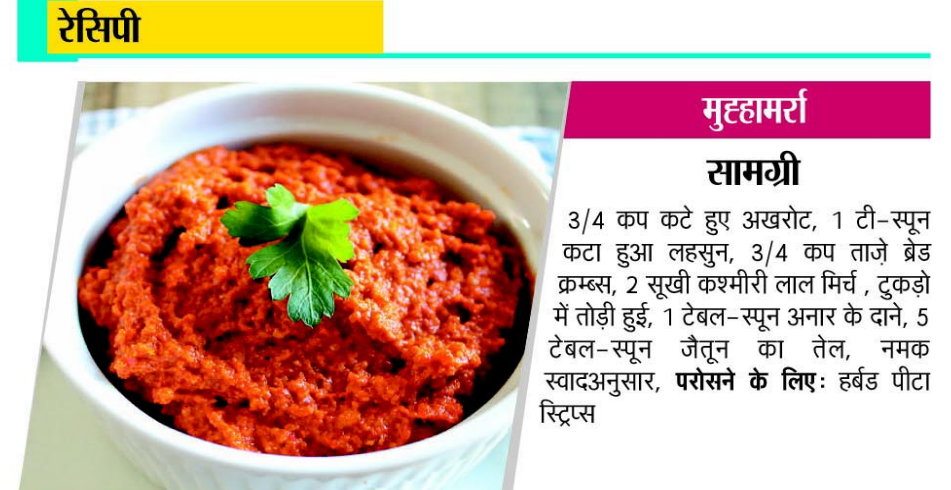 रेसिपी
मुह्हामर्रा
सामग्री
3/4 कप कटे हुए अखरोट, 1 टी-स्पून
कटा हुआ लहसुन, 3/4 कप ताज़े ब्रेड
क्रम्ब्स, 2 सूखी कश्मीरी लाल मिर्च , टुकड़ो
में तोड़ी हुई, 1 टेबल-स्पून अनार के दाने, 5
टेबल-स्पून जैतून का तेल, नमक
स्वादअनुसार, परोसने के लिए: हर्बड पीटा
स्ट्रिप्स